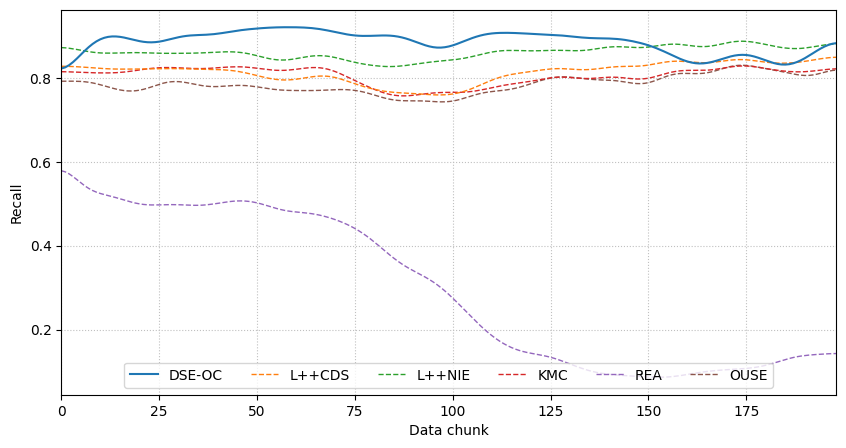 Recall
0.8
0.6
0.4
0.2
DSE-OC L++CDS L++NIE KMC REA OUSE
0 25 50 75 100 125 150 175
Data chunk